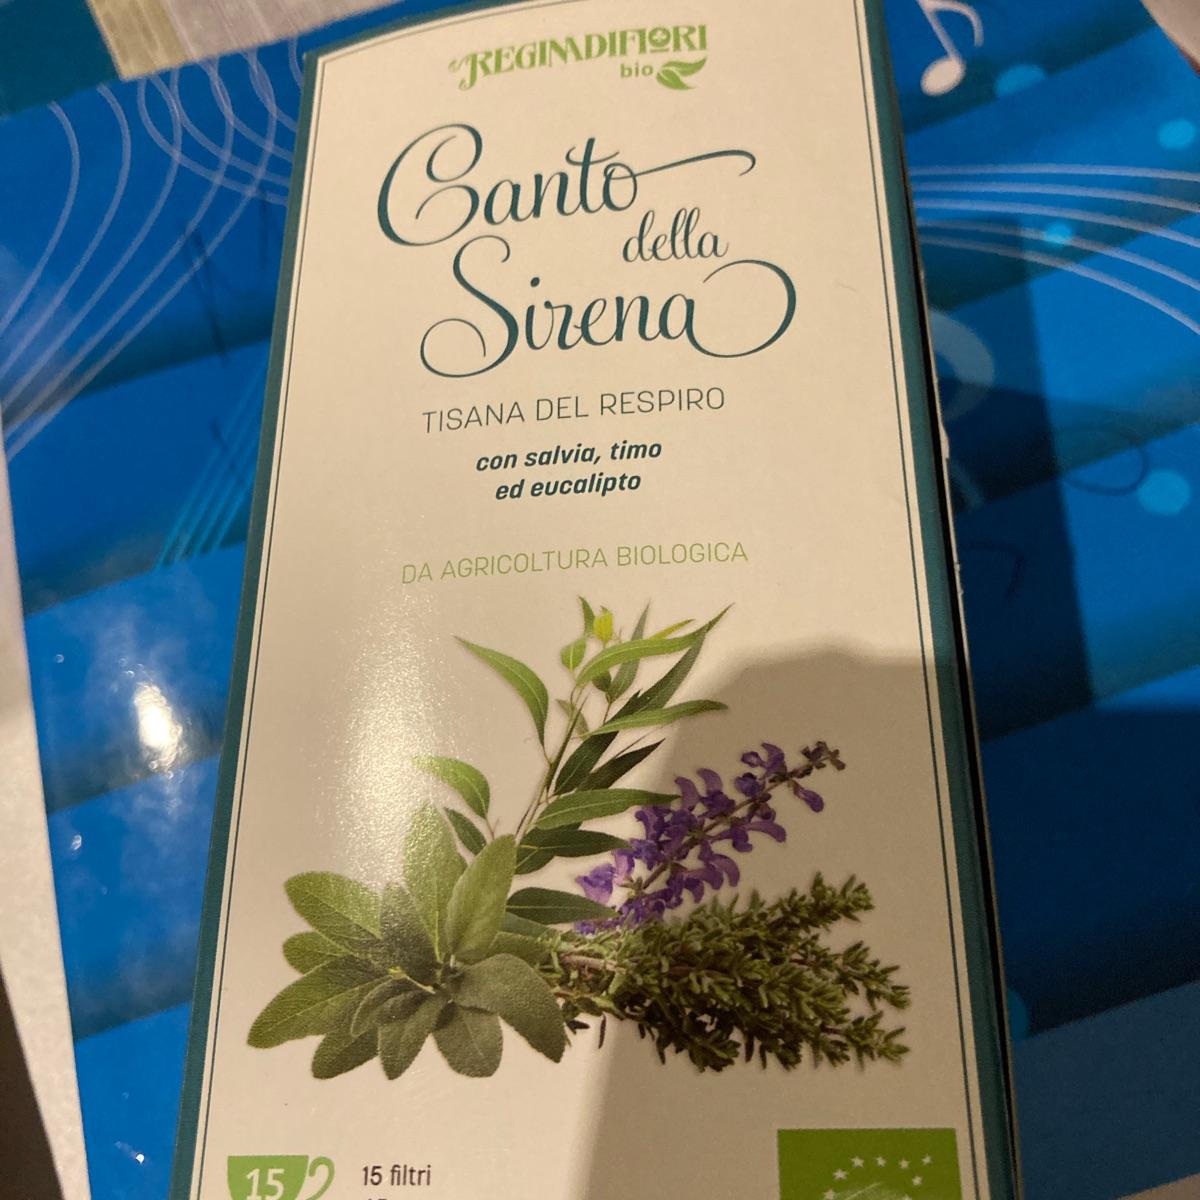 REGINADIFIORI
bio
Canto
della
Sirena
TISANA DEL RESPIRO
con salvia, timo
ed eucalipto
DA AGRICOLTURA BIOLOGICA
15
15 filtri